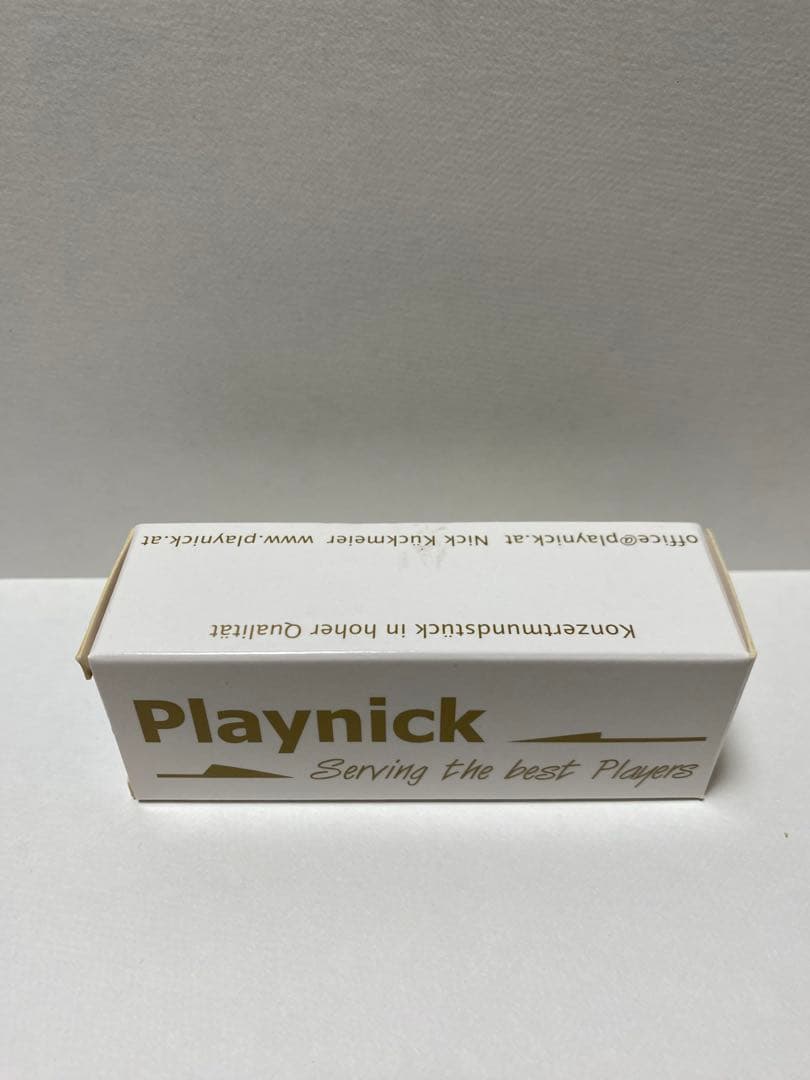 Konzertmundstück in hoher Qualität
office@playnick.at Nick Kückmeier www.playnick.at
Playnick
Serving the best Players